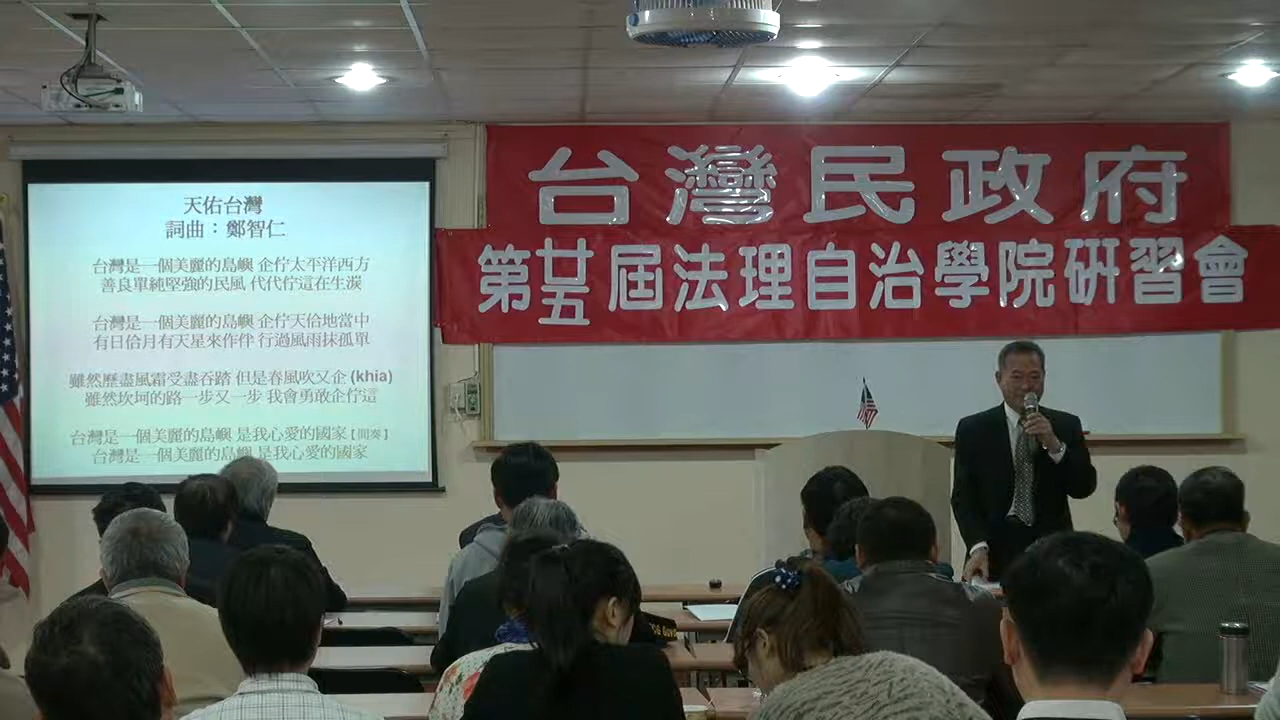 天佑台灣
詞曲：鄭智仁
台灣是一個美麗的島嶼 企佇太平洋西方
善良單純堅強的民風 代代佇這在生湠
台灣是一個美麗的島嶼 企佇天佮地當中
有日佮月有天星來作伴 行過風雨抹孤單
雖然歷盡風霜受盡吞踏 但是春風吹又企 (khia)
雖然坎坷的路一步又一步 我會勇敢企佇這
台灣是一個美麗的島嶼 是我心愛的國家 [間奏]
台灣是一個美麗的島嶼 是我心愛的國家
台灣民政府
第廿五屆法理自治學院研習會